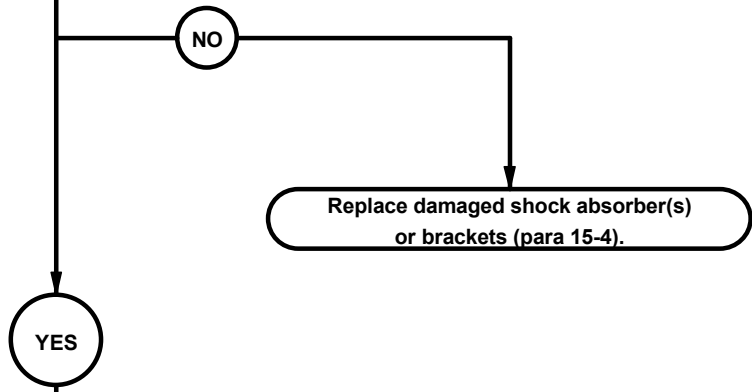 NO
Replace damaged shock absorber(s)
or brackets (para 15-4).
YES